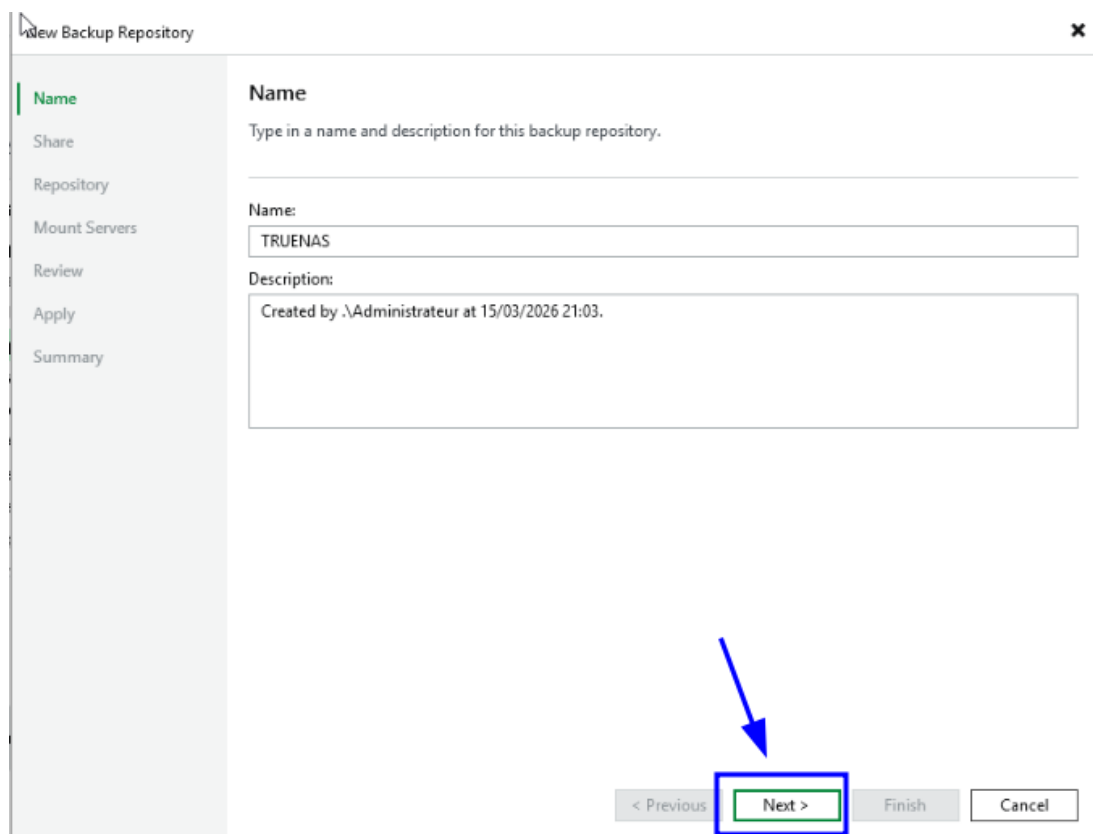 New Backup Repository
Name
Share
Repository
Mount Servers
Review
Apply
Summary
Name
Type in a name and description for this backup repository.
Name:
TRUENAS
Description:
Created by .\Administrateur at 15/03/2026 21:03.
< Previous
Next >
Finish
Cancel